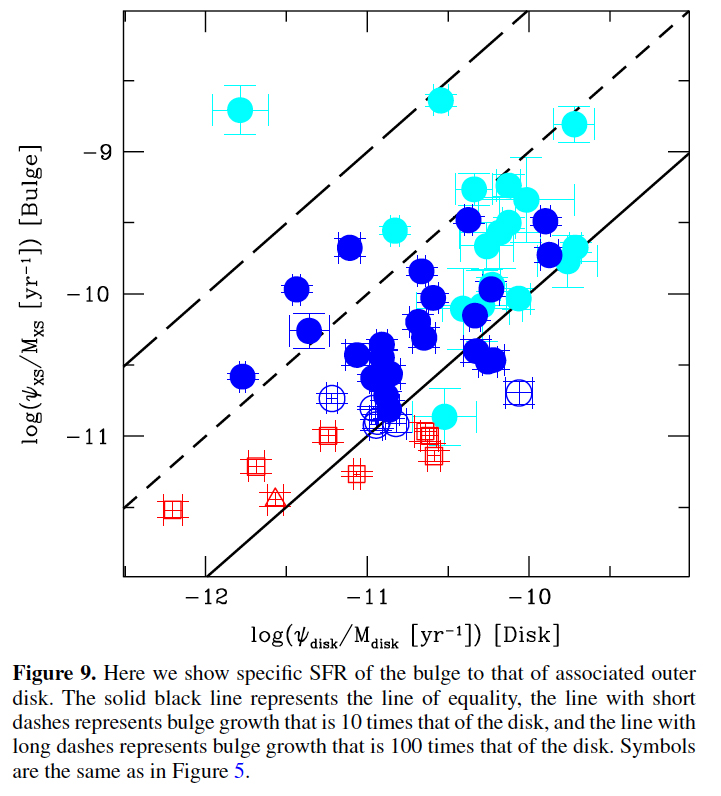 −9
−10
−11
log(ψXS/MXS [yr⁻¹]) [Bulge]
−12 −11 −10
log(ψdisk/Mdisk [yr⁻¹]) [Disk]
Figure 9. Here we show specific SFR of the bulge to that of associated outer
disk. The solid black line represents the line of equality, the line with short
dashes represents bulge growth that is 10 times that of the disk, and the line with
long dashes represents bulge growth that is 100 times that of the disk. Symbols
are the same as in Figure 5.